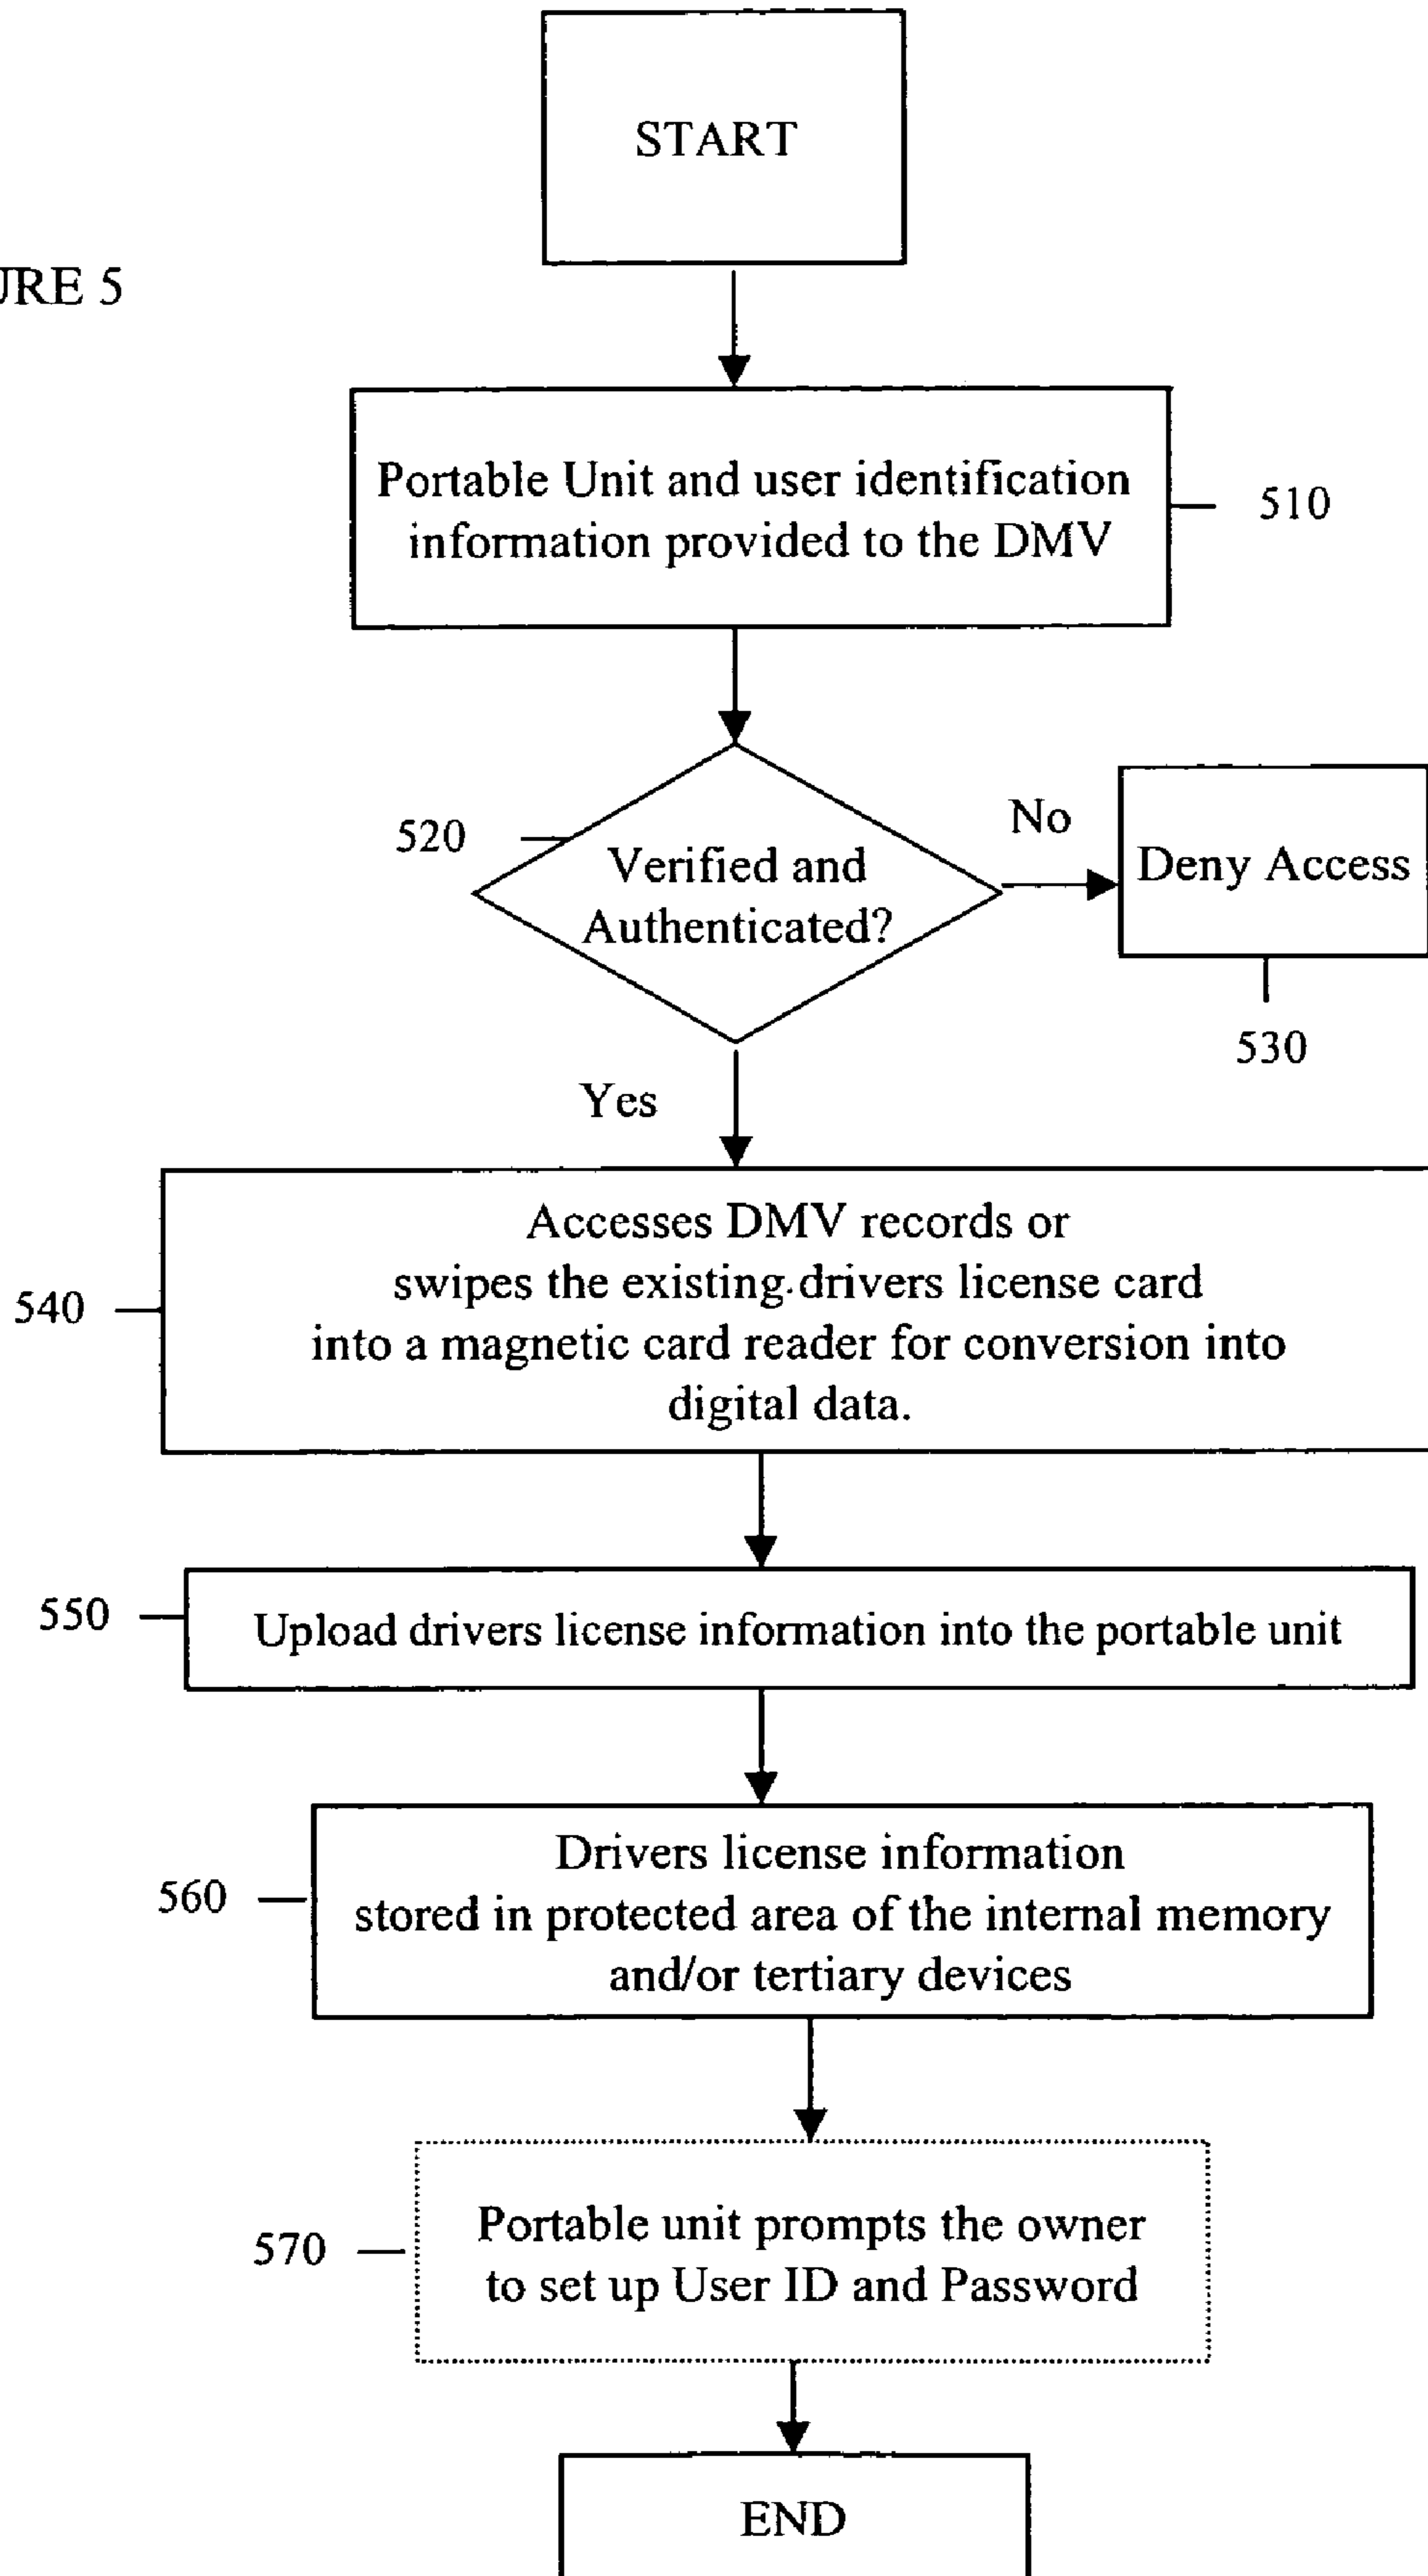 START
URE 5
Portable Unit and user identification
information provided to the DMV
510
520
Verified and
Authenticated?
No
Deny Access
530
Yes
540
Accesses DMV records or
swipes the existing drivers license card
into a magnetic card reader for conversion into
digital data.
550
Upload drivers license information into the portable unit
560
Drivers license information
stored in protected area of the internal memory
and/or tertiary devices
570
Portable unit prompts the owner
to set up User ID and Password
END